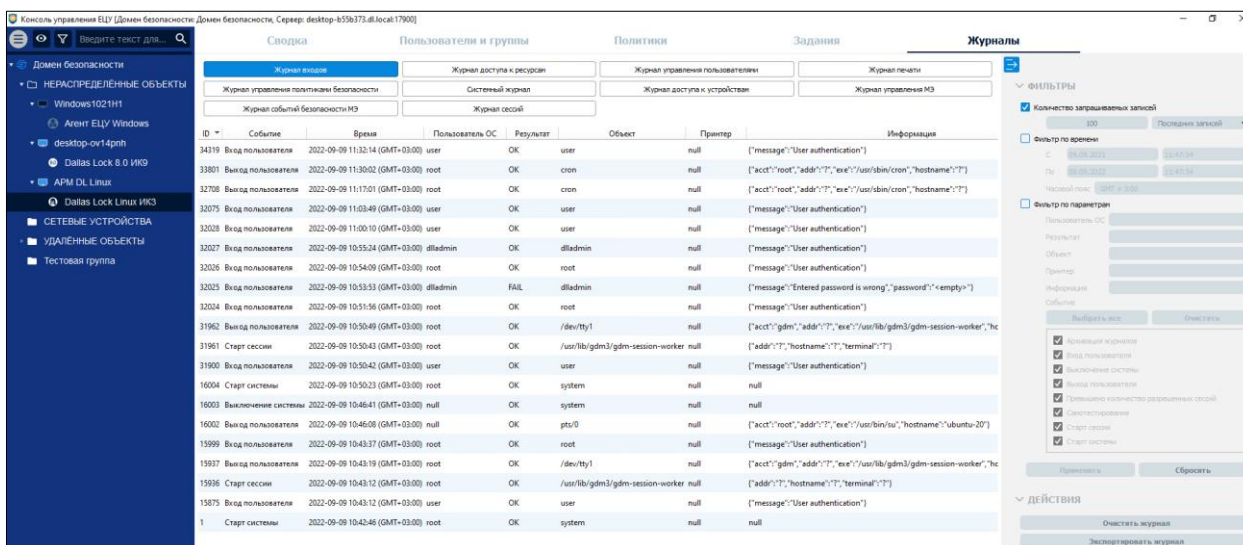 Консоль управления ЕЦУ [Домен безопасности: Домен безопасности, Сервер: desktop-b55b373.dl.local:17900]
Введите текст для...
Сводка Пользователи и группы Политики Задания Журналы
Домен безопасности
НЕРАСПРЕДЕЛЁННЫЕ ОБЪЕКТЫ
Windows1021H1
Агент ЕЦУ Windows
desktop-ov14pnh
Dallas Lock 8.0 ИК9
АРМ DL Linux
Dallas Lock Linux ИК3
СЕТЕВЫЕ УСТРОЙСТВА
УДАЛЁННЫЕ ОБЪЕКТЫ
Тестовая группа
Журнал входов Журнал доступа к ресурсам Журнал управления пользователями Журнал печати
Журнал управления политиками безопасности Системный журнал Журнал доступа к устройствам Журнал управления МЭ
Журнал событий безопасности МЭ Журнал сессий
ID Событие Время Пользователь ОС Результат Объект Принтер Информация
34319 Вход пользователя 2022-09-09 11:32:14 (GMT+03:00) user OK user null {"message":"User authentication"}
33801 Выход пользователя 2022-09-09 11:30:02 (GMT+03:00) root OK cron null {"acct":"root","addr":"?","exe":"/usr/sbin/cron","hostname":"?"}
32708 Выход пользователя 2022-09-09 11:17:01 (GMT+03:00) root OK cron null {"acct":"root","addr":"?","exe":"/usr/sbin/cron","hostname":"?"}
32075 Вход пользователя 2022-09-09 11:03:49 (GMT+03:00) user OK user null {"message":"User authentication"}
32028 Вход пользователя 2022-09-09 11:00:10 (GMT+03:00) user OK user null {"message":"User authentication"}
32027 Вход пользователя 2022-09-09 10:55:24 (GMT+03:00) dlladmin OK dlladmin null {"message":"User authentication"}
32026 Вход пользователя 2022-09-09 10:54:09 (GMT+03:00) root OK root null {"message":"User authentication"}
32025 Вход пользователя 2022-09-09 10:53:53 (GMT+03:00) dlladmin FAIL dlladmin null {"message":"Entered password is wrong","password":"<empty>"}
32024 Вход пользователя 2022-09-09 10:51:56 (GMT+03:00) root OK root null {"message":"User authentication"}
31962 Выход пользователя 2022-09-09 10:50:49 (GMT+03:00) root OK /dev/tty1 null {"acct":"gdm","addr":"?","exe":"/usr/lib/gdm3/gdm-session-worker","hc
31961 Старт сессии 2022-09-09 10:50:43 (GMT+03:00) root OK /usr/lib/gdm3/gdm-session-worker null {"addr":"?","hostname":"?","terminal":"?"}
31900 Вход пользователя 2022-09-09 10:50:42 (GMT+03:00) user OK user null {"message":"User authentication"}
16004 Старт системы 2022-09-09 10:50:23 (GMT+03:00) root OK system null null
16003 Выключение системы 2022-09-09 10:46:41 (GMT+03:00) null OK system null null
16002 Выход пользователя 2022-09-09 10:46:08 (GMT+03:00) null OK pts/0 null {"acct":"root","addr":"?","exe":"/usr/bin/su","hostname":"ubuntu-20"}
15999 Вход пользователя 2022-09-09 10:43:37 (GMT+03:00) root OK root null {"message":"User authentication"}
15937 Выход пользователя 2022-09-09 10:43:19 (GMT+03:00) root OK /dev/tty1 null {"acct":"gdm","addr":"?","exe":"/usr/lib/gdm3/gdm-session-worker","hc
15936 Старт сессии 2022-09-09 10:43:12 (GMT+03:00) root OK /usr/lib/gdm3/gdm-session-worker null {"addr":"?","hostname":"?","terminal":"?"}
15875 Вход пользователя 2022-09-09 10:43:12 (GMT+03:00) user OK user null {"message":"User authentication"}
1 Старт системы 2022-09-09 10:42:46 (GMT+03:00) root OK system null null
ФИЛЬТРЫ
Количество запрашиваемых записей
100 Последних записей
Фильтр по времени
С 09.09.2022
По 09.09.2022
Часовой пояс GMT + 3:00
Фильтр по параметрам
Пользователь ОС
Результат
Объект
Принтер
Информация
Событие
Выбрать все Очистить
Архивация журналов
Вход пользователя
Выключение системы
Выход пользователя
Превышено количество разрешенных сессий
Самотестирование
Старт сессии
Старт системы
Применить Сбросить
ДЕЙСТВИЯ
Очистить журнал
Экспортировать журнал